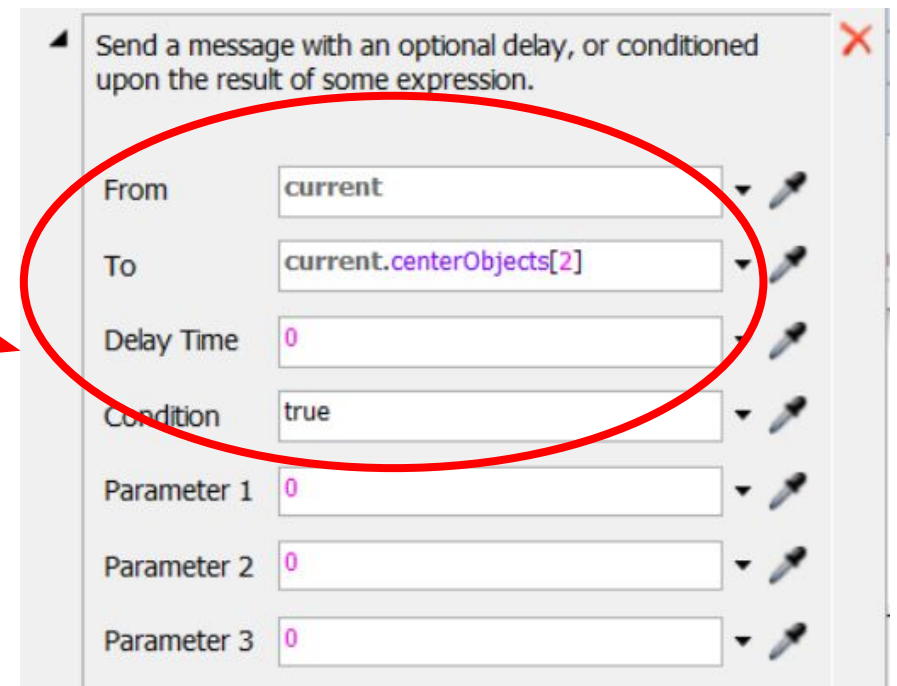 Send a message with an optional delay, or conditioned
upon the result of some expression.
From current
To current.centerObjects[2]
Delay Time 0
Condition true
Parameter 1 0
Parameter 2 0
Parameter 3 0